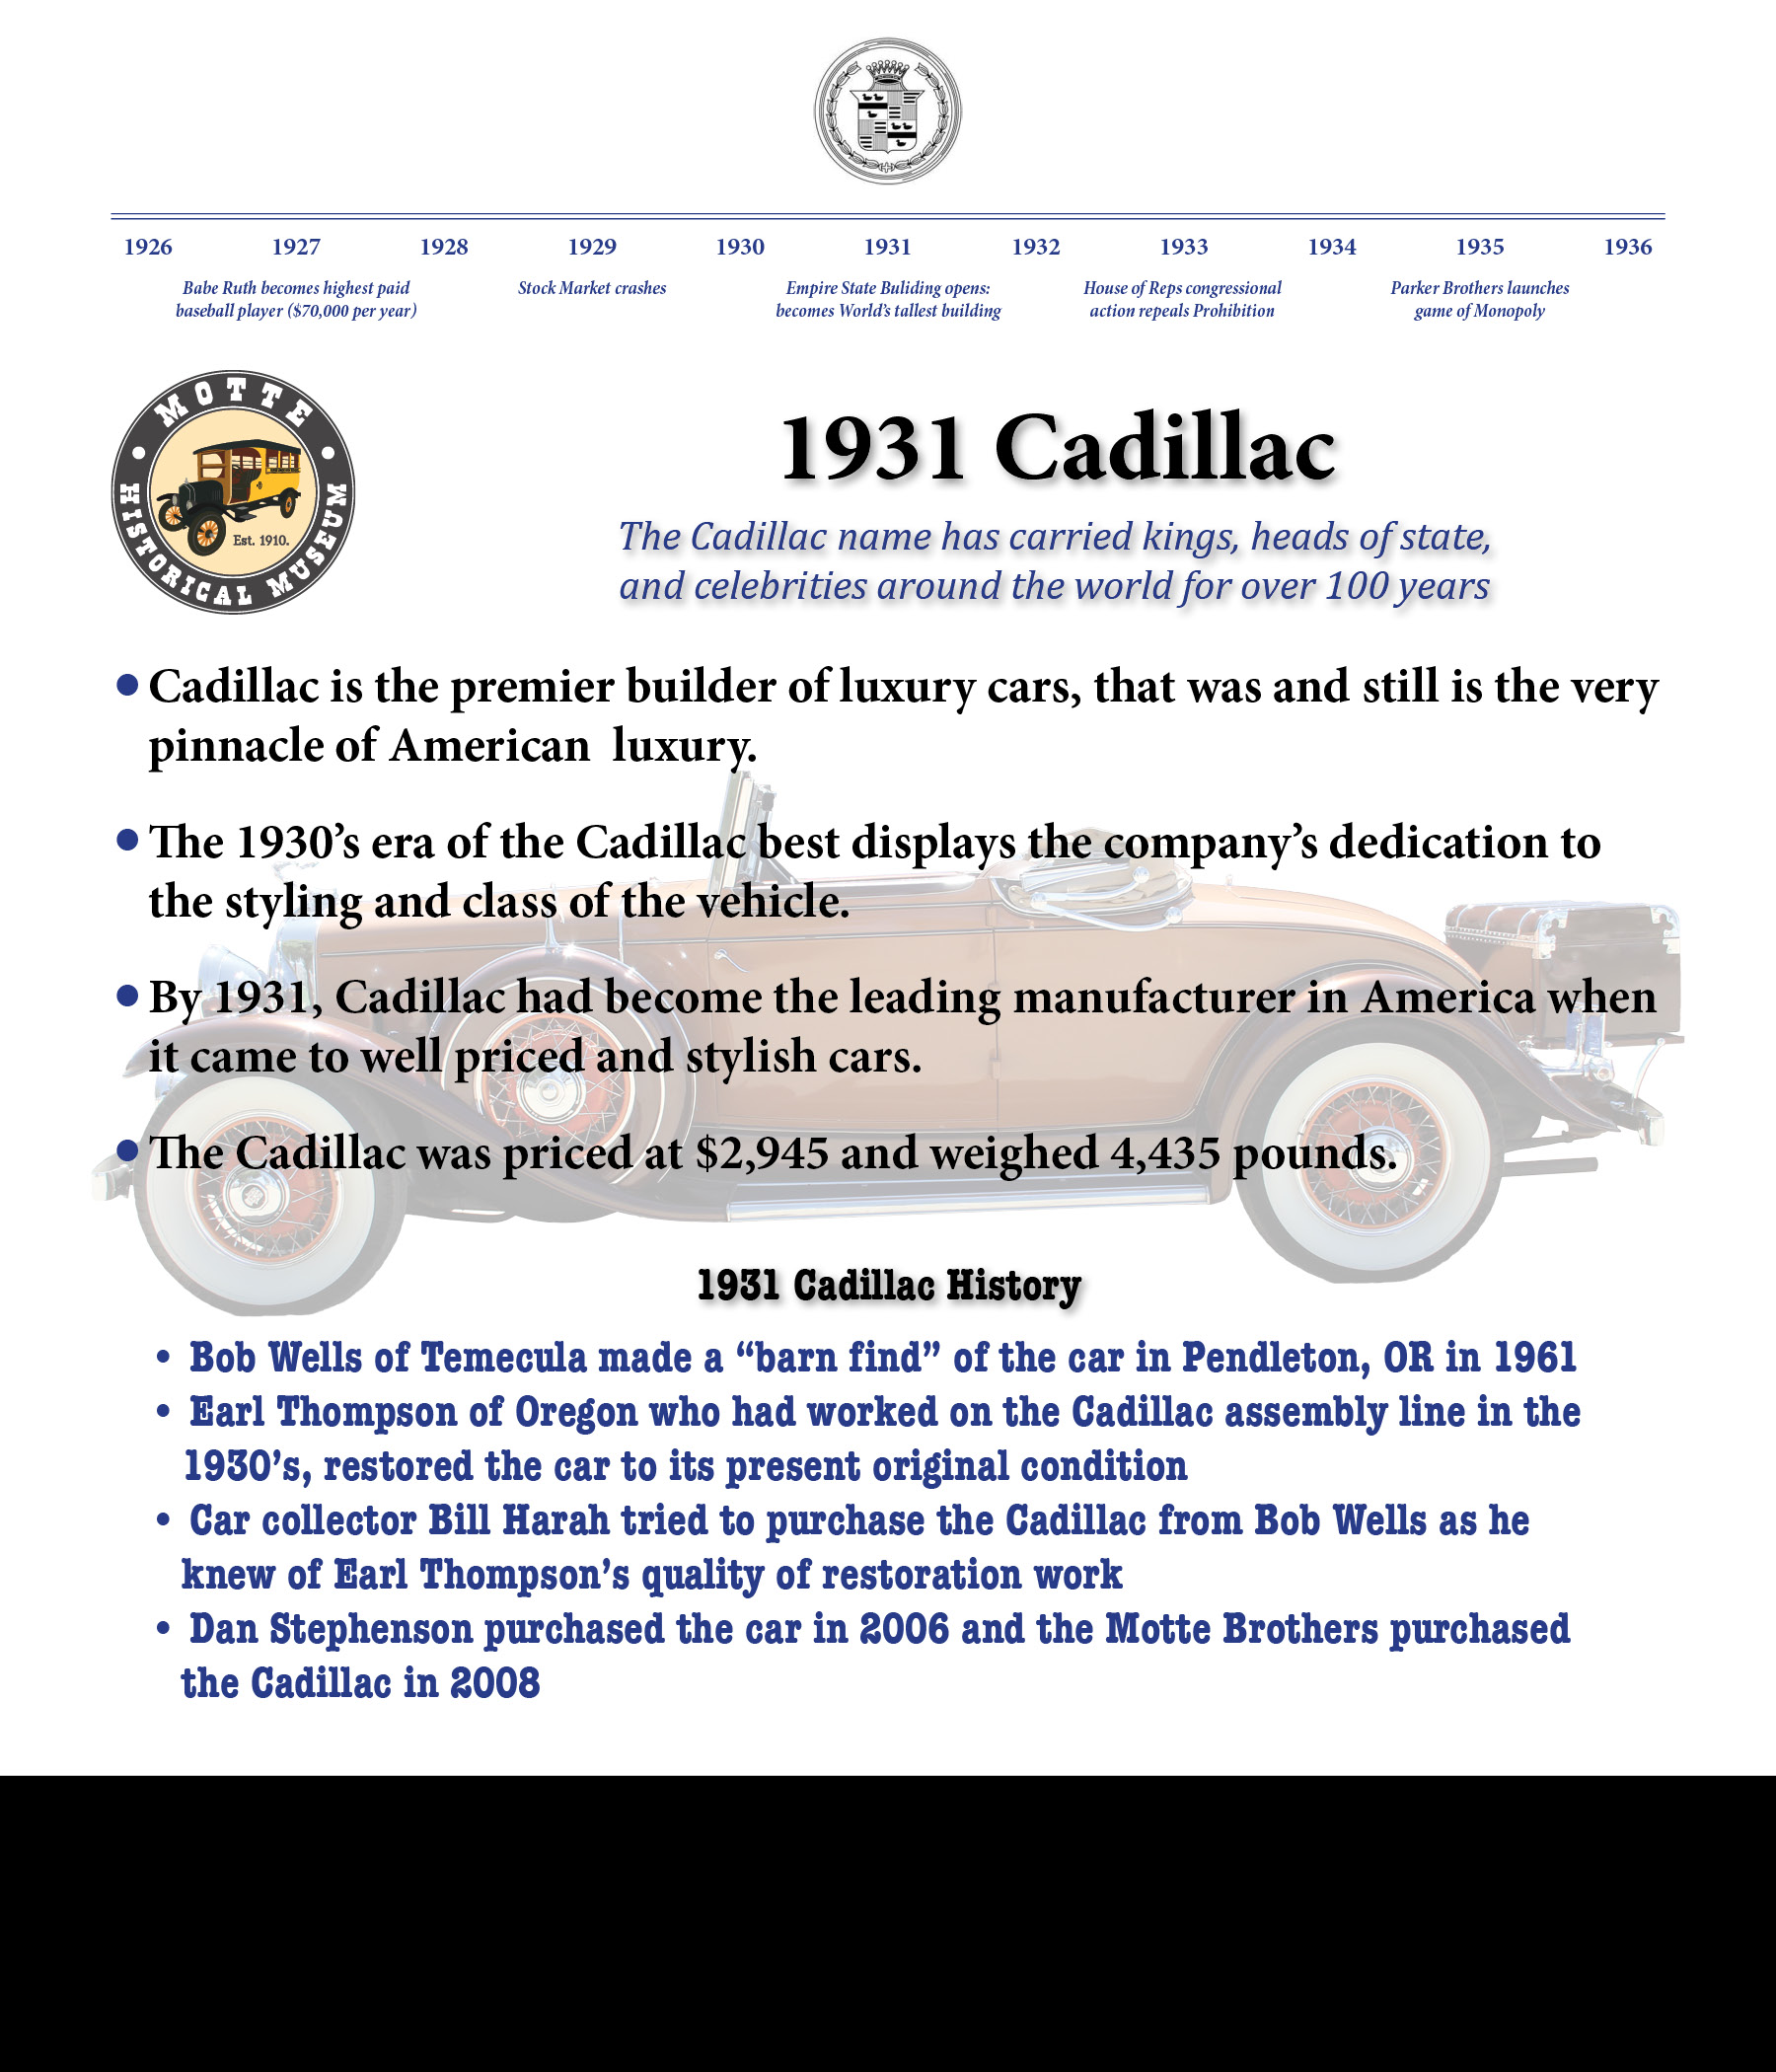 1926 1927 1928 1929 1930 1931 1932 1933 1934 1935 1936
Babe Ruth becomes highest paid
baseball player ($70,000 per year)
Stock Market crashes
Empire State Buliding opens:
becomes World's tallest building
House of Reps congressional
action repeals Prohibition
Parker Brothers launches
game of Monopoly
MOTTE
HISTORICAL MUSEUM
Est. 1910.
1931 Cadillac
The Cadillac name has carried kings, heads of state,
and celebrities around the world for over 100 years
• Cadillac is the premier builder of luxury cars, that was and still is the very
pinnacle of American luxury.
• The 1930's era of the Cadillac best displays the company's dedication to
the styling and class of the vehicle.
• By 1931, Cadillac had become the leading manufacturer in America when
it came to well priced and stylish cars.
• The Cadillac was priced at $2,945 and weighed 4,435 pounds.
1931 Cadillac History
• Bob Wells of Temecula made a “barn find” of the car in Pendleton, OR in 1961
• Earl Thompson of Oregon who had worked on the Cadillac assembly line in the
1930's, restored the car to its present original condition
• Car collector Bill Harah tried to purchase the Cadillac from Bob Wells as he
knew of Earl Thompson's quality of restoration work
• Dan Stephenson purchased the car in 2006 and the Motte Brothers purchased
the Cadillac in 2008